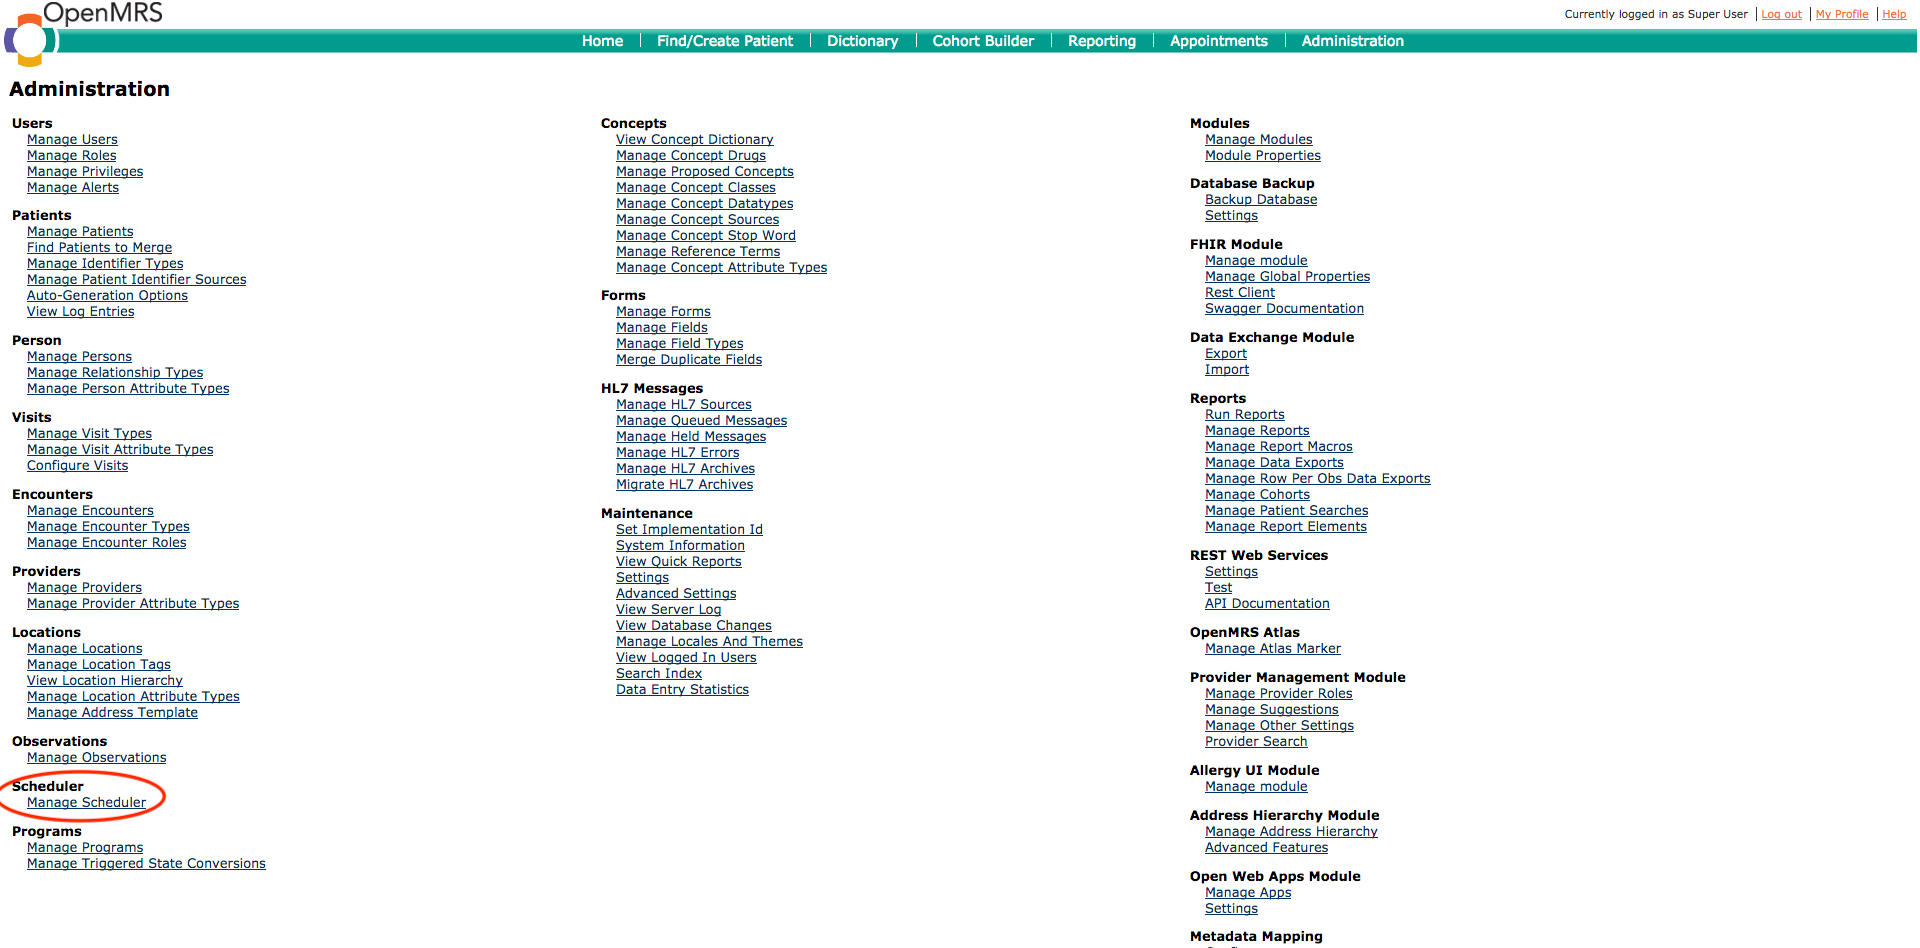 OpenMRS
Currently logged in as Super User Log out My Profile Help
Home Find/Create Patient Dictionary Cohort Builder Reporting Appointments Administration
Administration
Users
Manage Users
Manage Roles
Manage Privileges
Manage Alerts
Patients
Manage Patients
Find Patients to Merge
Manage Identifier Types
Manage Patient Identifier Sources
Auto-Generation Options
View Log Entries
Person
Manage Persons
Manage Relationship Types
Manage Person Attribute Types
Visits
Manage Visit Types
Manage Visit Attribute Types
Configure Visits
Encounters
Manage Encounters
Manage Encounter Types
Manage Encounter Roles
Providers
Manage Providers
Manage Provider Attribute Types
Locations
Manage Locations
Manage Location Tags
View Location Hierarchy
Manage Location Attribute Types
Manage Address Template
Observations
Manage Observations
Scheduler
Manage Scheduler
Programs
Manage Programs
Manage Triggered State Conversions
Concepts
View Concept Dictionary
Manage Concept Drugs
Manage Proposed Concepts
Manage Concept Classes
Manage Concept Datatypes
Manage Concept Sources
Manage Concept Stop Word
Manage Reference Terms
Manage Concept Attribute Types
Forms
Manage Forms
Manage Fields
Manage Field Types
Merge Duplicate Fields
HL7 Messages
Manage HL7 Sources
Manage Queued Messages
Manage Held Messages
Manage HL7 Errors
Manage HL7 Archives
Migrate HL7 Archives
Maintenance
Set Implementation Id
System Information
View Quick Reports
Settings
Advanced Settings
View Server Log
View Database Changes
Manage Locales And Themes
View Logged In Users
Search Index
Data Entry Statistics
Modules
Manage Modules
Module Properties
Database Backup
Backup Database
Settings
FHIR Module
Manage module
Manage Global Properties
Rest Client
Swagger Documentation
Data Exchange Module
Export
Import
Reports
Run Reports
Manage Reports
Manage Report Macros
Manage Data Exports
Manage Row Per Obs Data Exports
Manage Cohorts
Manage Patient Searches
Manage Report Elements
REST Web Services
Settings
Test
API Documentation
OpenMRS Atlas
Manage Atlas Marker
Provider Management Module
Manage Provider Roles
Manage Suggestions
Manage Other Settings
Provider Search
Allergy UI Module
Manage module
Address Hierarchy Module
Manage Address Hierarchy
Advanced Features
Open Web Apps Module
Manage Apps
Settings
Metadata Mapping